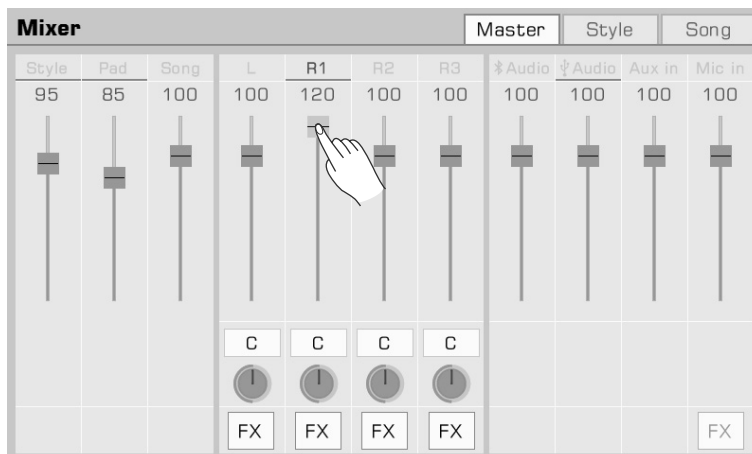 Mixer Master Style Song
Style Pad Song L R1 R2 R3 Audio Audio Aux in Mic in
95 85 100 100 120 100 100 100 100 100 100
C C C C
FX FX FX FX FX